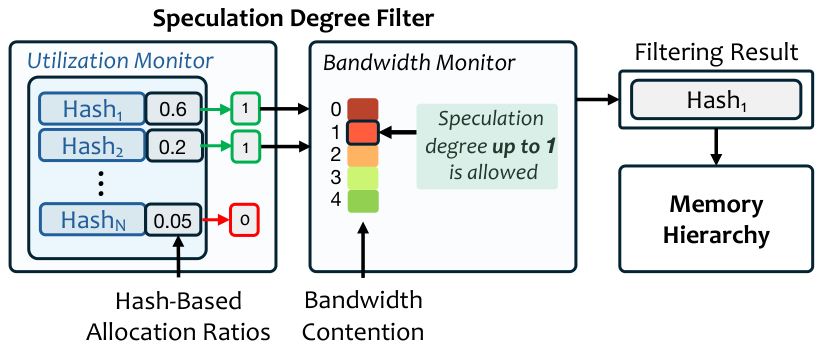 Speculation Degree Filter
Utilization Monitor
Hash₁ 0.6 1
Hash₂ 0.2 1
⋮
Hash_N 0.05 0
Hash-Based
Allocation Ratios
Bandwidth Monitor
0
1
2
3
4
Speculation
degree up to 1
is allowed
Bandwidth
Contention
Filtering Result
Hash₁
Memory
Hierarchy